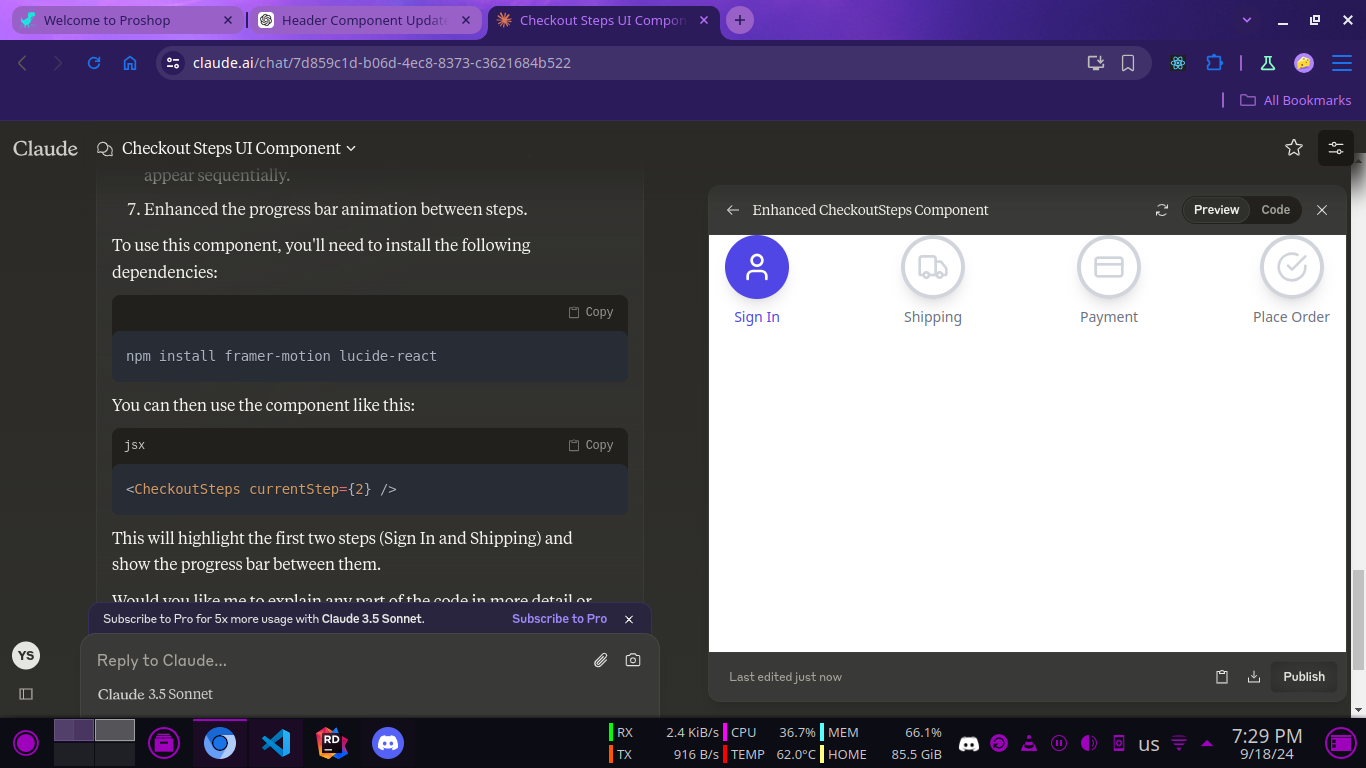 Welcome to Proshop
Header Component Update
Checkout Steps UI Compon
claude.ai/chat/7d859c1d-b06d-4ec8-8373-c3621684b522
All Bookmarks
Claude
Checkout Steps UI Component
appear sequentially.
7. Enhanced the progress bar animation between steps.
To use this component, you'll need to install the following
dependencies:
Copy
npm install framer-motion lucide-react
You can then use the component like this:
jsx
Copy
<CheckoutSteps currentStep={2} />
This will highlight the first two steps (Sign In and Shipping) and
show the progress bar between them.
Would you like me to explain any part of the code in more detail or
Subscribe to Pro for 5x more usage with Claude 3.5 Sonnet.
Subscribe to Pro
Reply to Claude...
Claude 3.5 Sonnet
YS
Enhanced CheckoutSteps Component
Preview
Code
Sign In
Shipping
Payment
Place Order
Last edited just now
Publish
RD
RX 2.4 KiB/s CPU 36.7% MEM 66.1%
TX 916 B/s TEMP 62.0°C HOME 85.5 GiB
us
7:29 PM
9/18/24